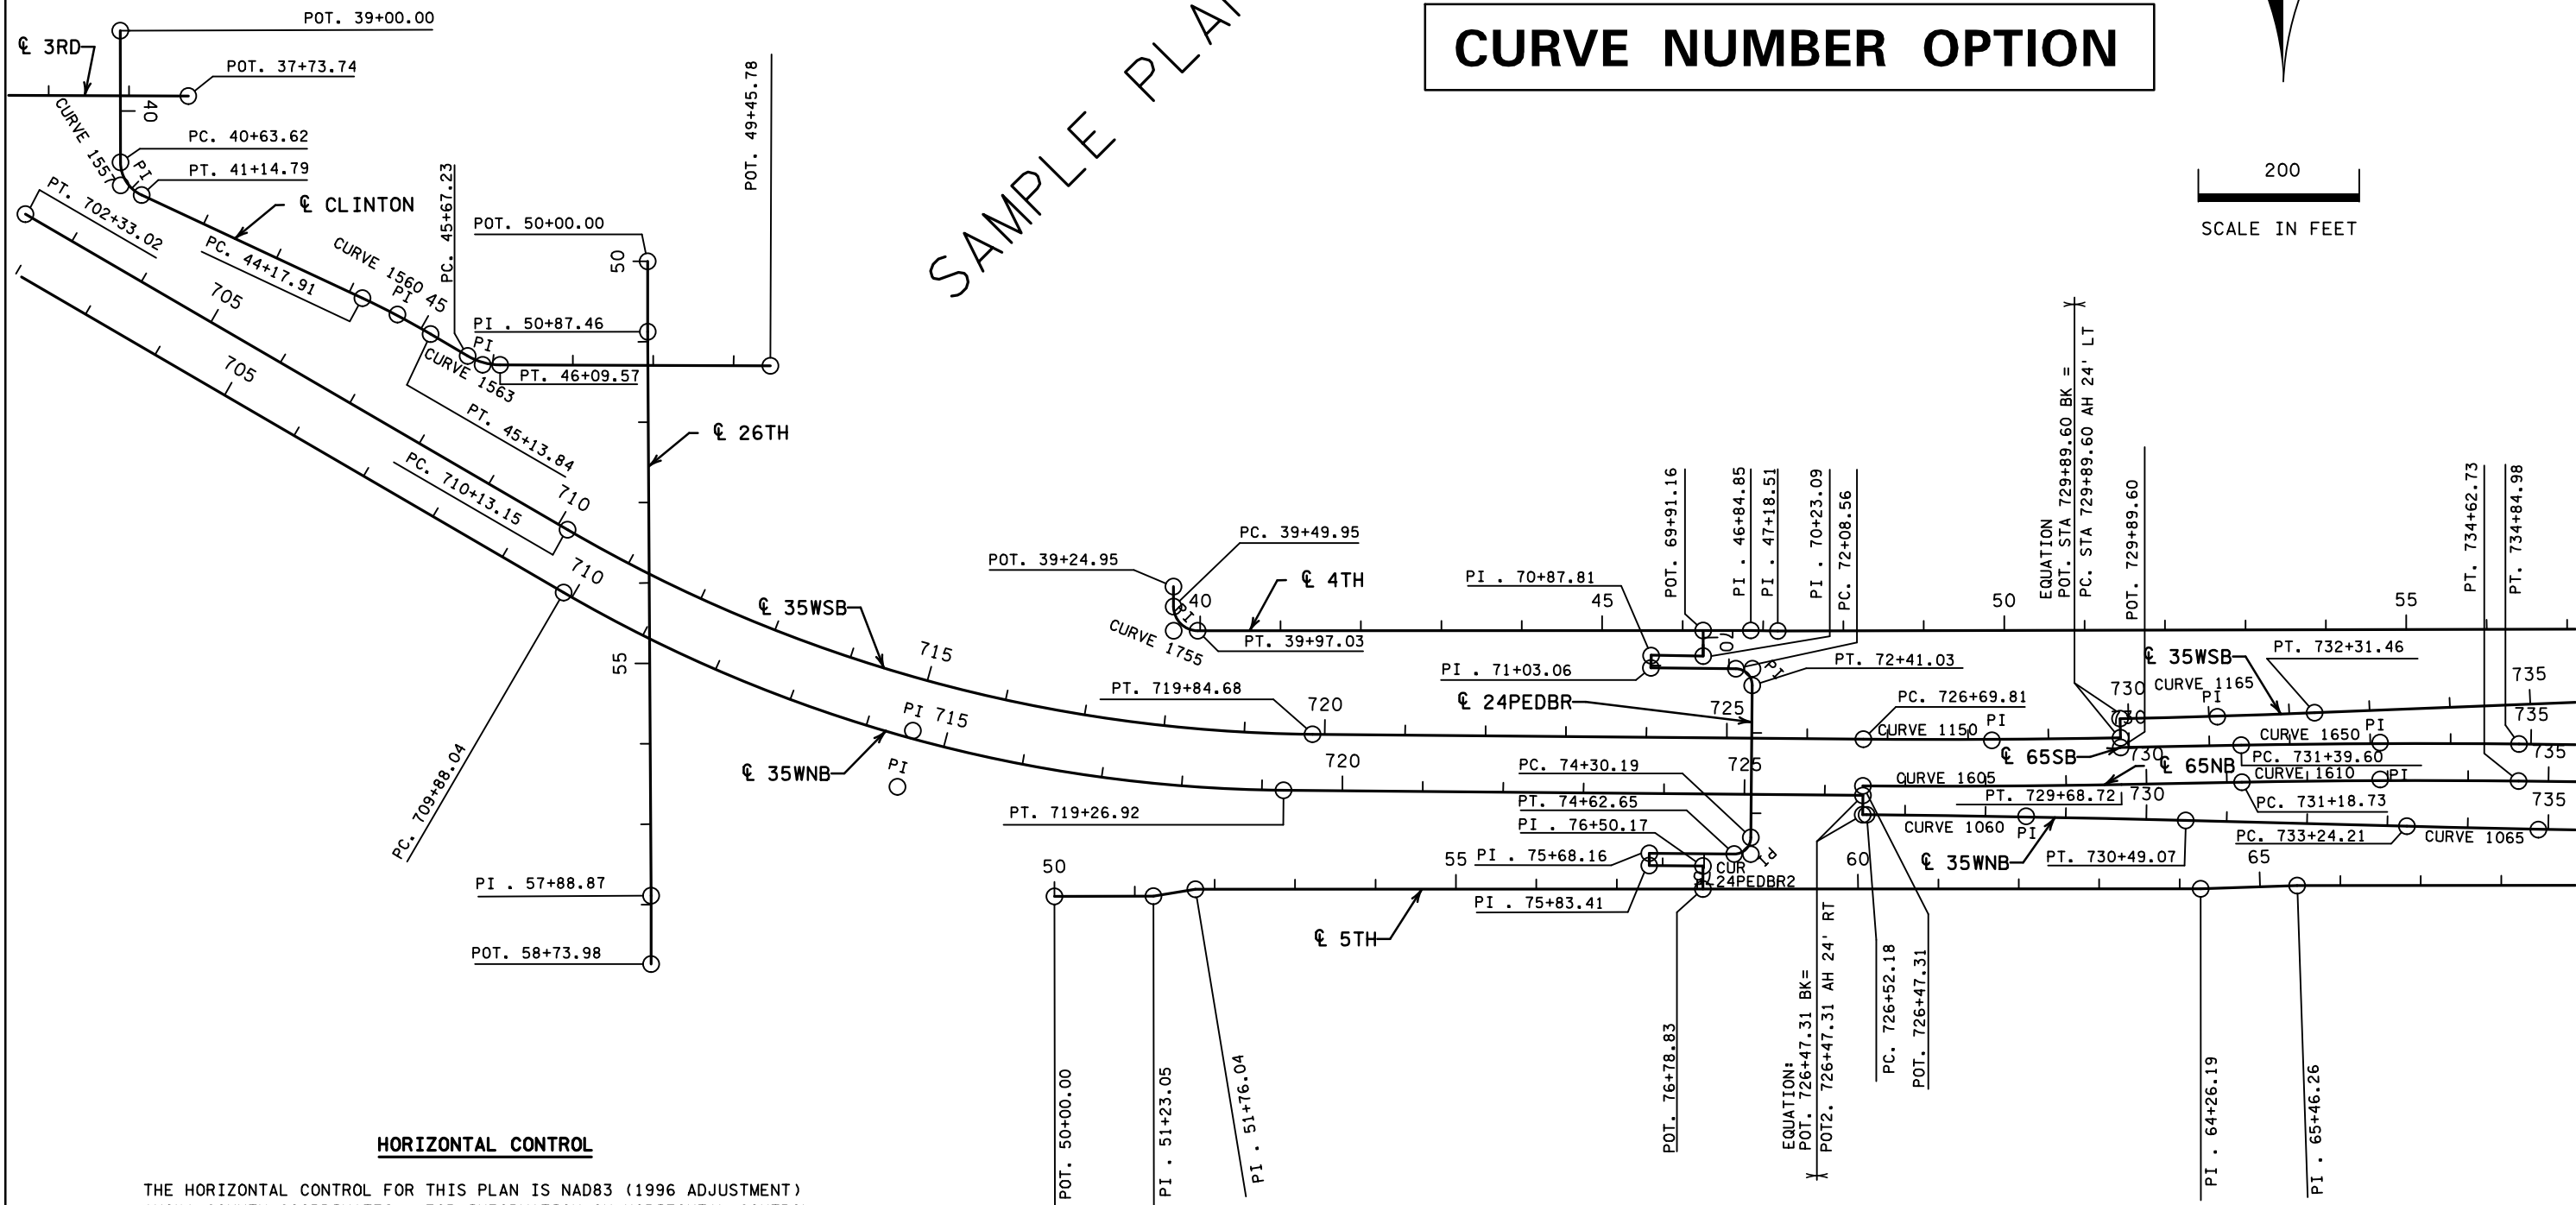 CURVE NUMBER OPTION
SAMPLE PLAN
200
SCALE IN FEET
POT. 39+00.00
℄ 3RD
POT. 37+73.74
40
CURVE 1557
PC. 40+63.62
PI
PT. 41+14.79
PT. 702+33.02
℄ CLINTON
PC. 44+17.91
CURVE 1560
PI
45
PC. 45+67.23
POT. 50+00.00
50
POT. 49+45.78
705
705
PI . 50+87.46
PI
CURVE 1563
PT. 46+09.57
PT. 45+13.84
℄ 26TH
PC. 710+13.15
710
710
PC. 709+88.04
55
℄ 35WSB
715
PI 715
PI
℄ 35WNB
PI . 57+88.87
POT. 58+73.98
POT. 39+24.95
PC. 39+49.95
PI
40
℄ 4TH
CURVE 1755
PT. 39+97.03
45
PI . 70+87.81
POT. 69+91.16
PI . 46+84.85
PI . 47+18.51
PI . 70+23.09
PC. 72+08.56
50
55
70
PI . 71+03.06
PI
PT. 72+41.03
PT. 719+84.68
720
℄ 24PEDBR
725
PC. 726+69.81
CURVE 1150
PI
EQUATION
POT. STA 729+89.60 BK =
PC. STA 729+89.60 AH 24' LT
POT. 729+89.60
730
730
℄ 35WSB
CURVE 1165
PI
PT. 732+31.46
PT. 734+62.73
PT. 734+84.98
735
735
CURVE 1650
PI
℄ 65SB
730
℄ 65NB
PC. 731+39.60
CURVE 1610
PI
735
720
PT. 719+26.92
725
PC. 74+30.19
PT. 74+62.65
PI . 76+50.17
PI . 75+68.16
PI . 75+83.41
PI
CUR
24PEDBR2
CURVE 1605
PT. 729+68.72
730
PC. 731+18.73
735
CURVE 1060
PI
PC. 733+24.21
CURVE 1065
℄ 35WNB
PT. 730+49.07
50
55
60
65
℄ 5TH
POT. 50+00.00
PI . 51+23.05
PI . 51+76.04
POT. 76+78.83
EQUATION:
POT. 726+47.31 BK=
POT2. 726+47.31 AH 24' RT
PC. 726+52.18
POT. 726+47.31
PI . 64+26.19
PI . 65+46.26
HORIZONTAL CONTROL
THE HORIZONTAL CONTROL FOR THIS PLAN IS NAD83 (1996 ADJUSTMENT)